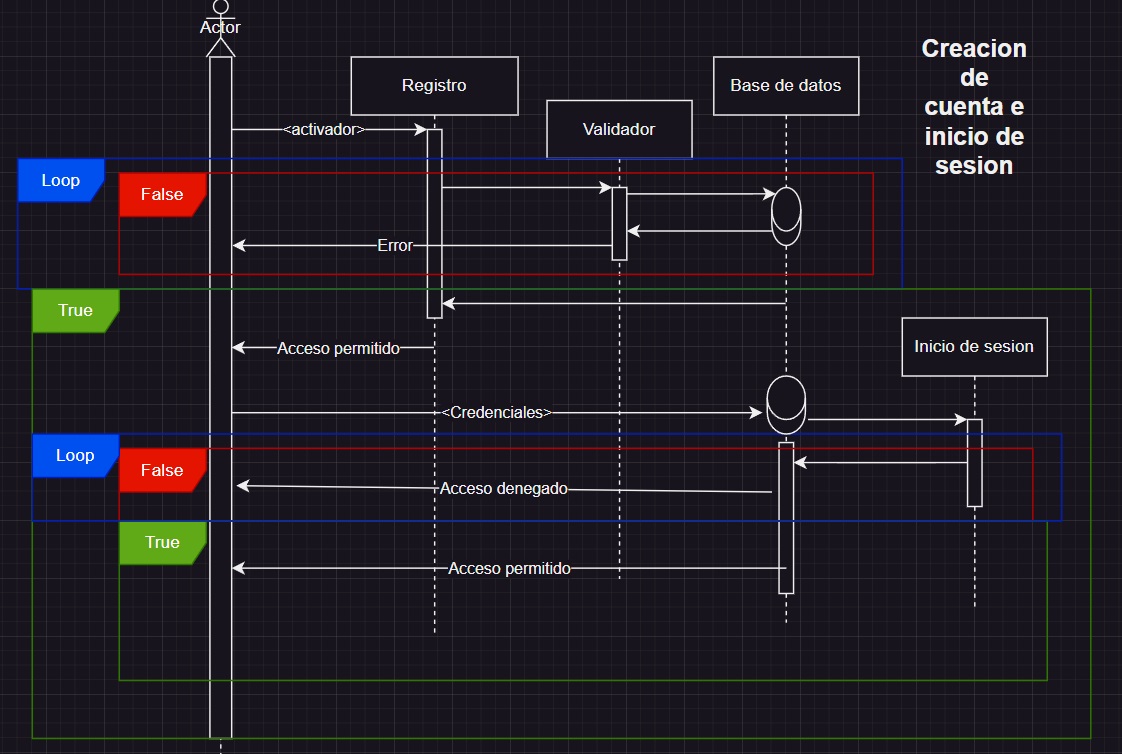 Actor
Creacion
de
cuenta e
inicio de
sesion
Registro
Base de datos
Validador
<activador>
Loop
False
Error
True
Inicio de sesion
Acceso permitido
<Credenciales>
Loop
False
Acceso denegado
True
Acceso permitido